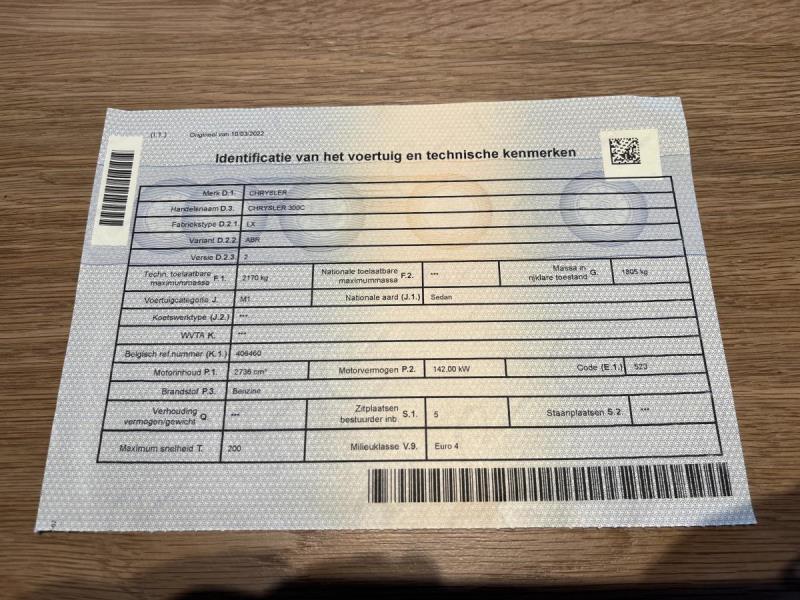 (I.7.)
Origineel van 10/03/2022
Identificatie van het voertuig en technische kenmerken
Merk D.1. CHRYSLER
Handelsnaam D.3. CHRYSLER 300C
Fabriekstype D.2.1 LX
Variant D.2.2 ABR
Versie D.2.3 2
Techn. toelaatbare maximummassa F.1. 2170 kg Nationale toelaatbare maximummassa F.2. *** Massa in rijklare toestand G. 1805 kg
Voertuigcategorie J. M1 Nationale aard (J.1.) Sedan
Koetswerktype (J.2.) ***
WVTA K. ***
Belgisch ref.nummer (K.1.) 406460
Motorinhoud P.1. 2736 cm³ Motorvermogen P.2. 142,00 kW Code (E.1.) 523
Brandstof P.3. Benzine
Verhouding vermogen/gewicht Q. *** Zitplaatsen bestuurder inb. S.1. 5 Staanplaatsen S.2. ***
Maximum snelheid T. 200 Milieuklasse V.9. Euro 4